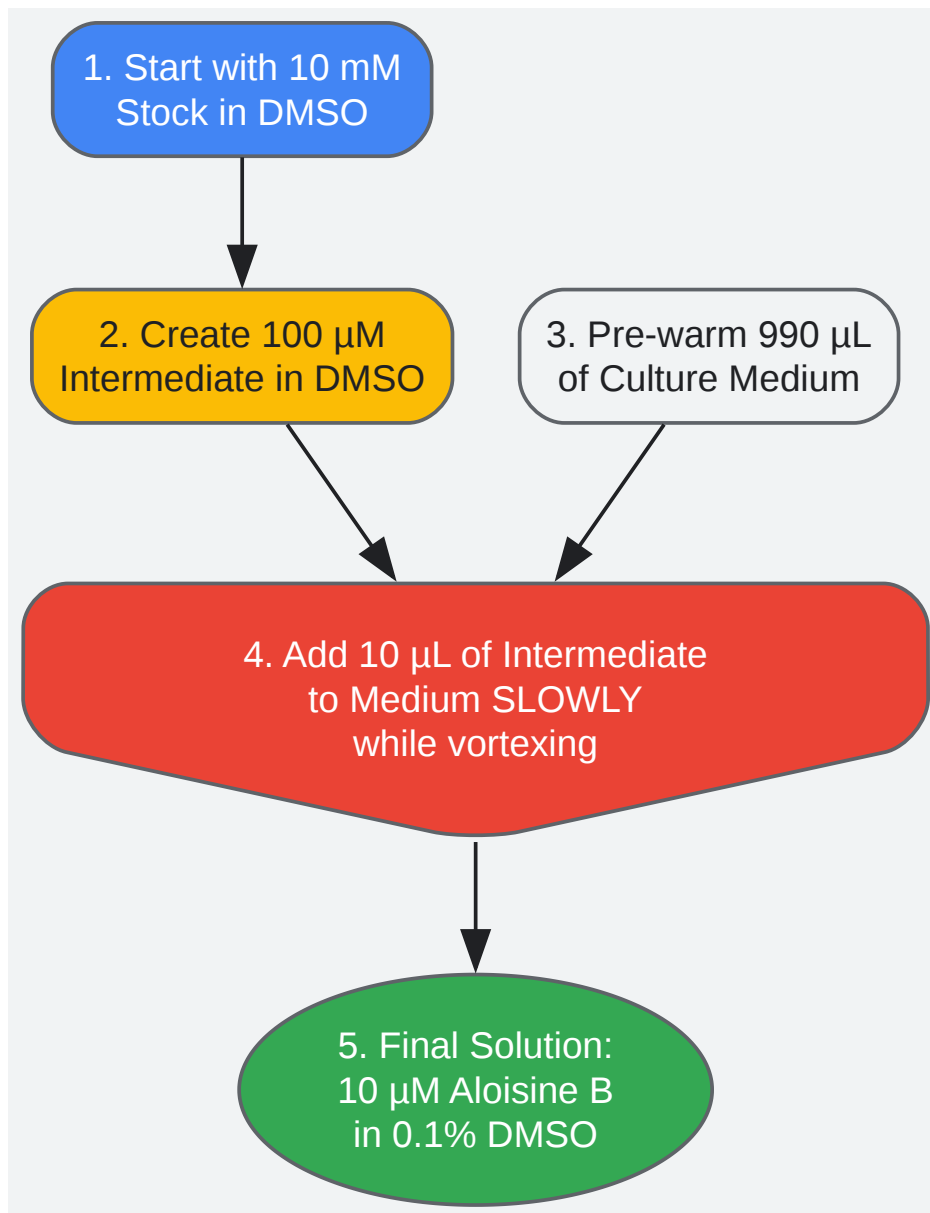 1. Start with 10 mM
Stock in DMSO
2. Create 100 µM
Intermediate in DMSO
3. Pre-warm 990 µL
of Culture Medium
4. Add 10 µL of Intermediate
to Medium SLOWLY
while vortexing
5. Final Solution:
10 µM Aloisine B
in 0.1% DMSO